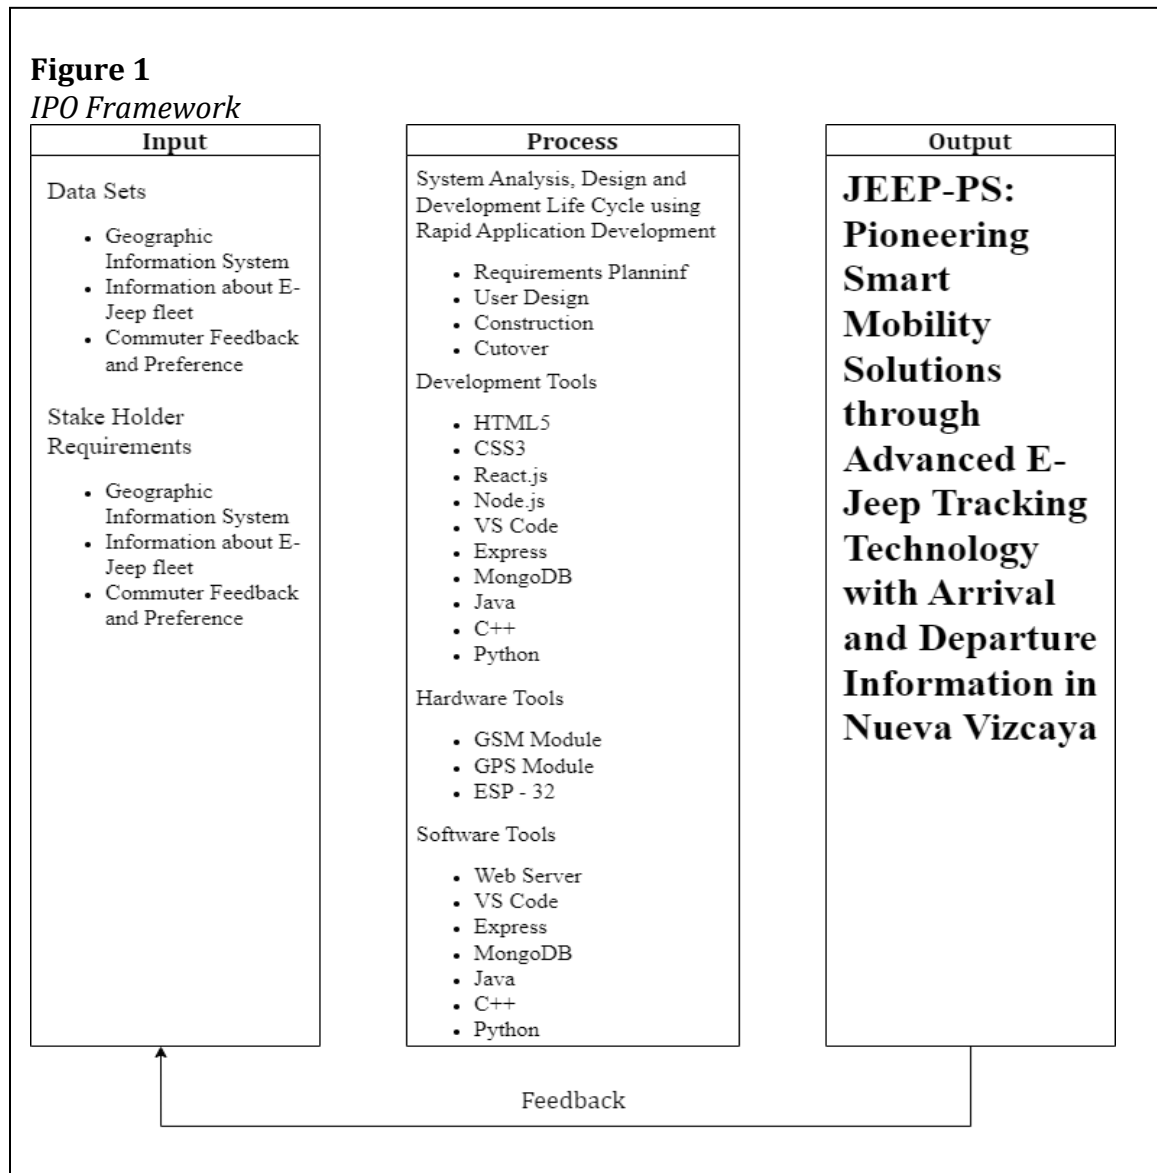 Figure 1
IPO Framework
Input
Data Sets
• Geographic
Information System
• Information about E-
Jeep fleet
• Commuter Feedback
and Preference
Stake Holder
Requirements
• Geographic
Information System
• Information about E-
Jeep fleet
• Commuter Feedback
and Preference
Process
System Analysis, Design and
Development Life Cycle using
Rapid Application Development
• Requirements Planninf
• User Design
• Construction
• Cutover
Development Tools
• HTML5
• CSS3
• React.js
• Node.js
• VS Code
• Express
• MongoDB
• Java
• C++
• Python
Hardware Tools
• GSM Module
• GPS Module
• ESP - 32
Software Tools
• Web Server
• VS Code
• Express
• MongoDB
• Java
• C++
• Python
Output
JEEP-PS:
Pioneering
Smart
Mobility
Solutions
through
Advanced E-
Jeep Tracking
Technology
with Arrival
and Departure
Information in
Nueva Vizcaya
Feedback